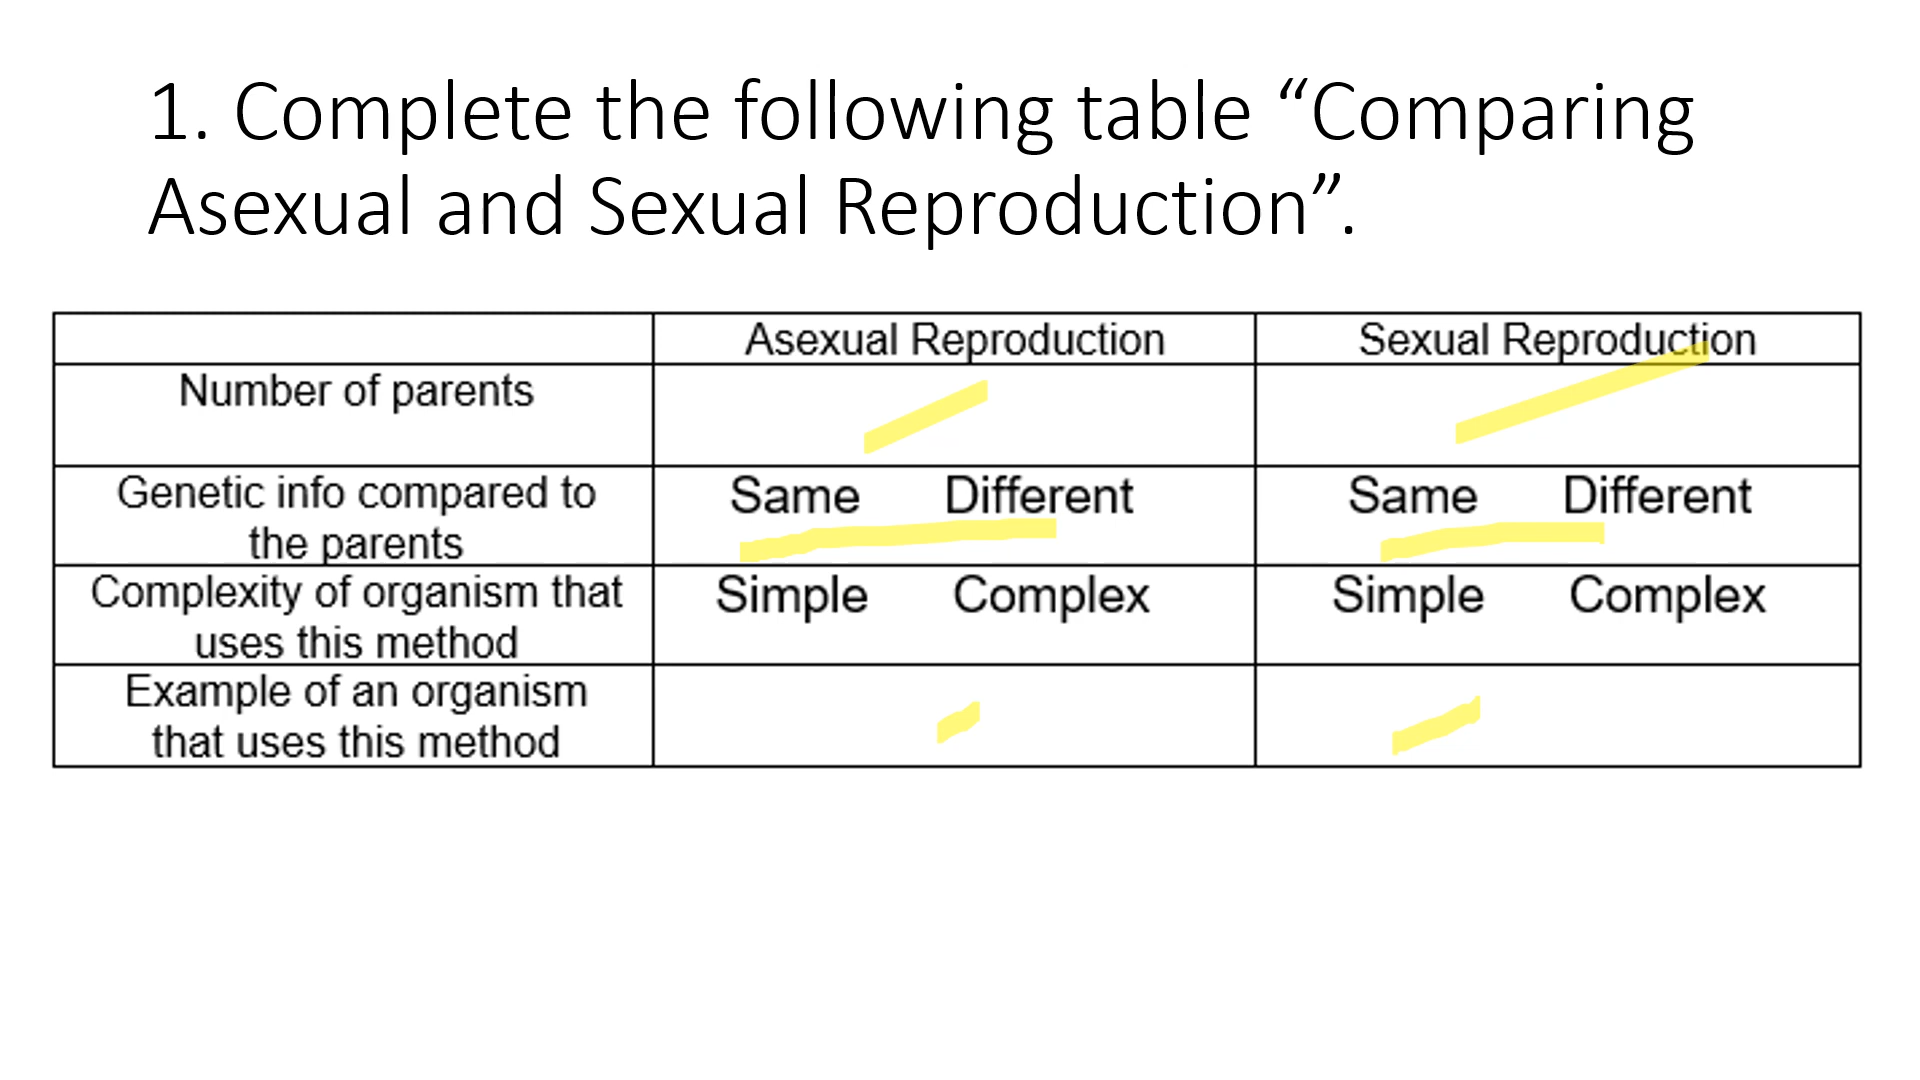 1. Complete the following table “Comparing
Asexual and Sexual Reproduction”.
Asexual Reproduction Sexual Reproduction
Number of parents
Genetic info compared to Same Different Same Different
the parents
Complexity of organism that Simple Complex Simple Complex
uses this method
Example of an organism
that uses this method